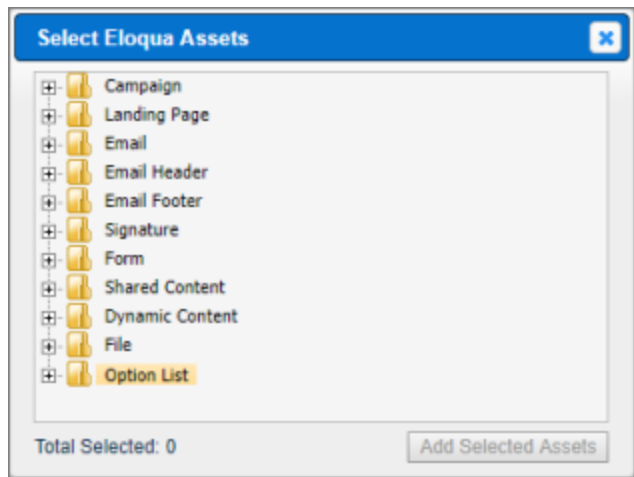 Select Eloqua Assets
Campaign
Landing Page
Email
Email Header
Email Footer
Signature
Form
Shared Content
Dynamic Content
File
Option List
Total Selected: 0
Add Selected Assets